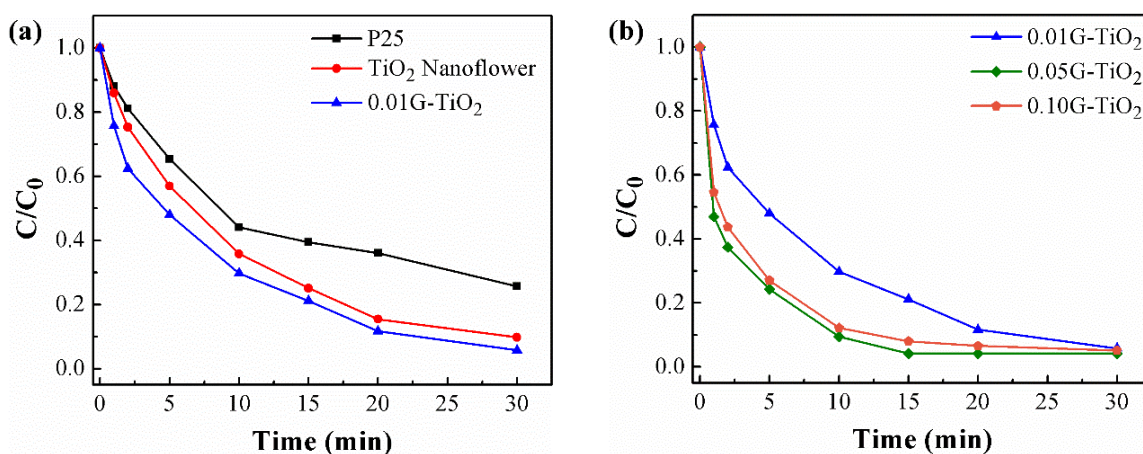 (a)
P25
TiO2 Nanoflower
0.01G-TiO2
C/C0
1.0
0.8
0.6
0.4
0.2
0.0
0 5 10 15 20 25 30
Time (min)
(b)
0.01G-TiO2
0.05G-TiO2
0.10G-TiO2
C/C0
1.0
0.8
0.6
0.4
0.2
0.0
0 5 10 15 20 25 30
Time (min)